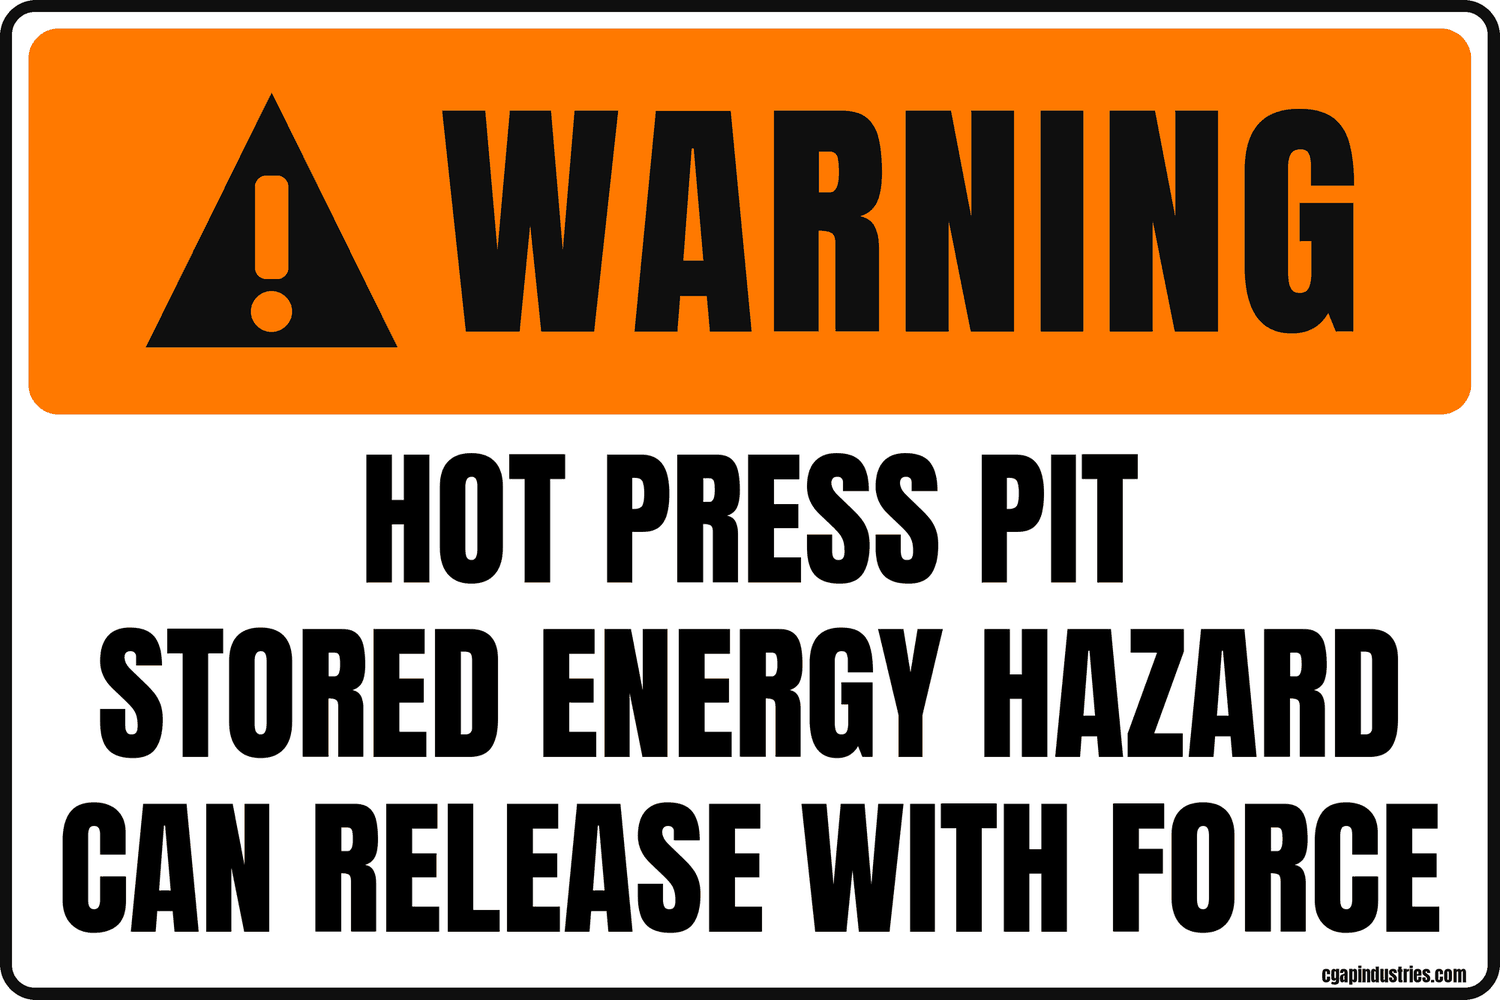 WARNING
HOT PRESS PIT
STORED ENERGY HAZARD
CAN RELEASE WITH FORCE
cgapindustries.com